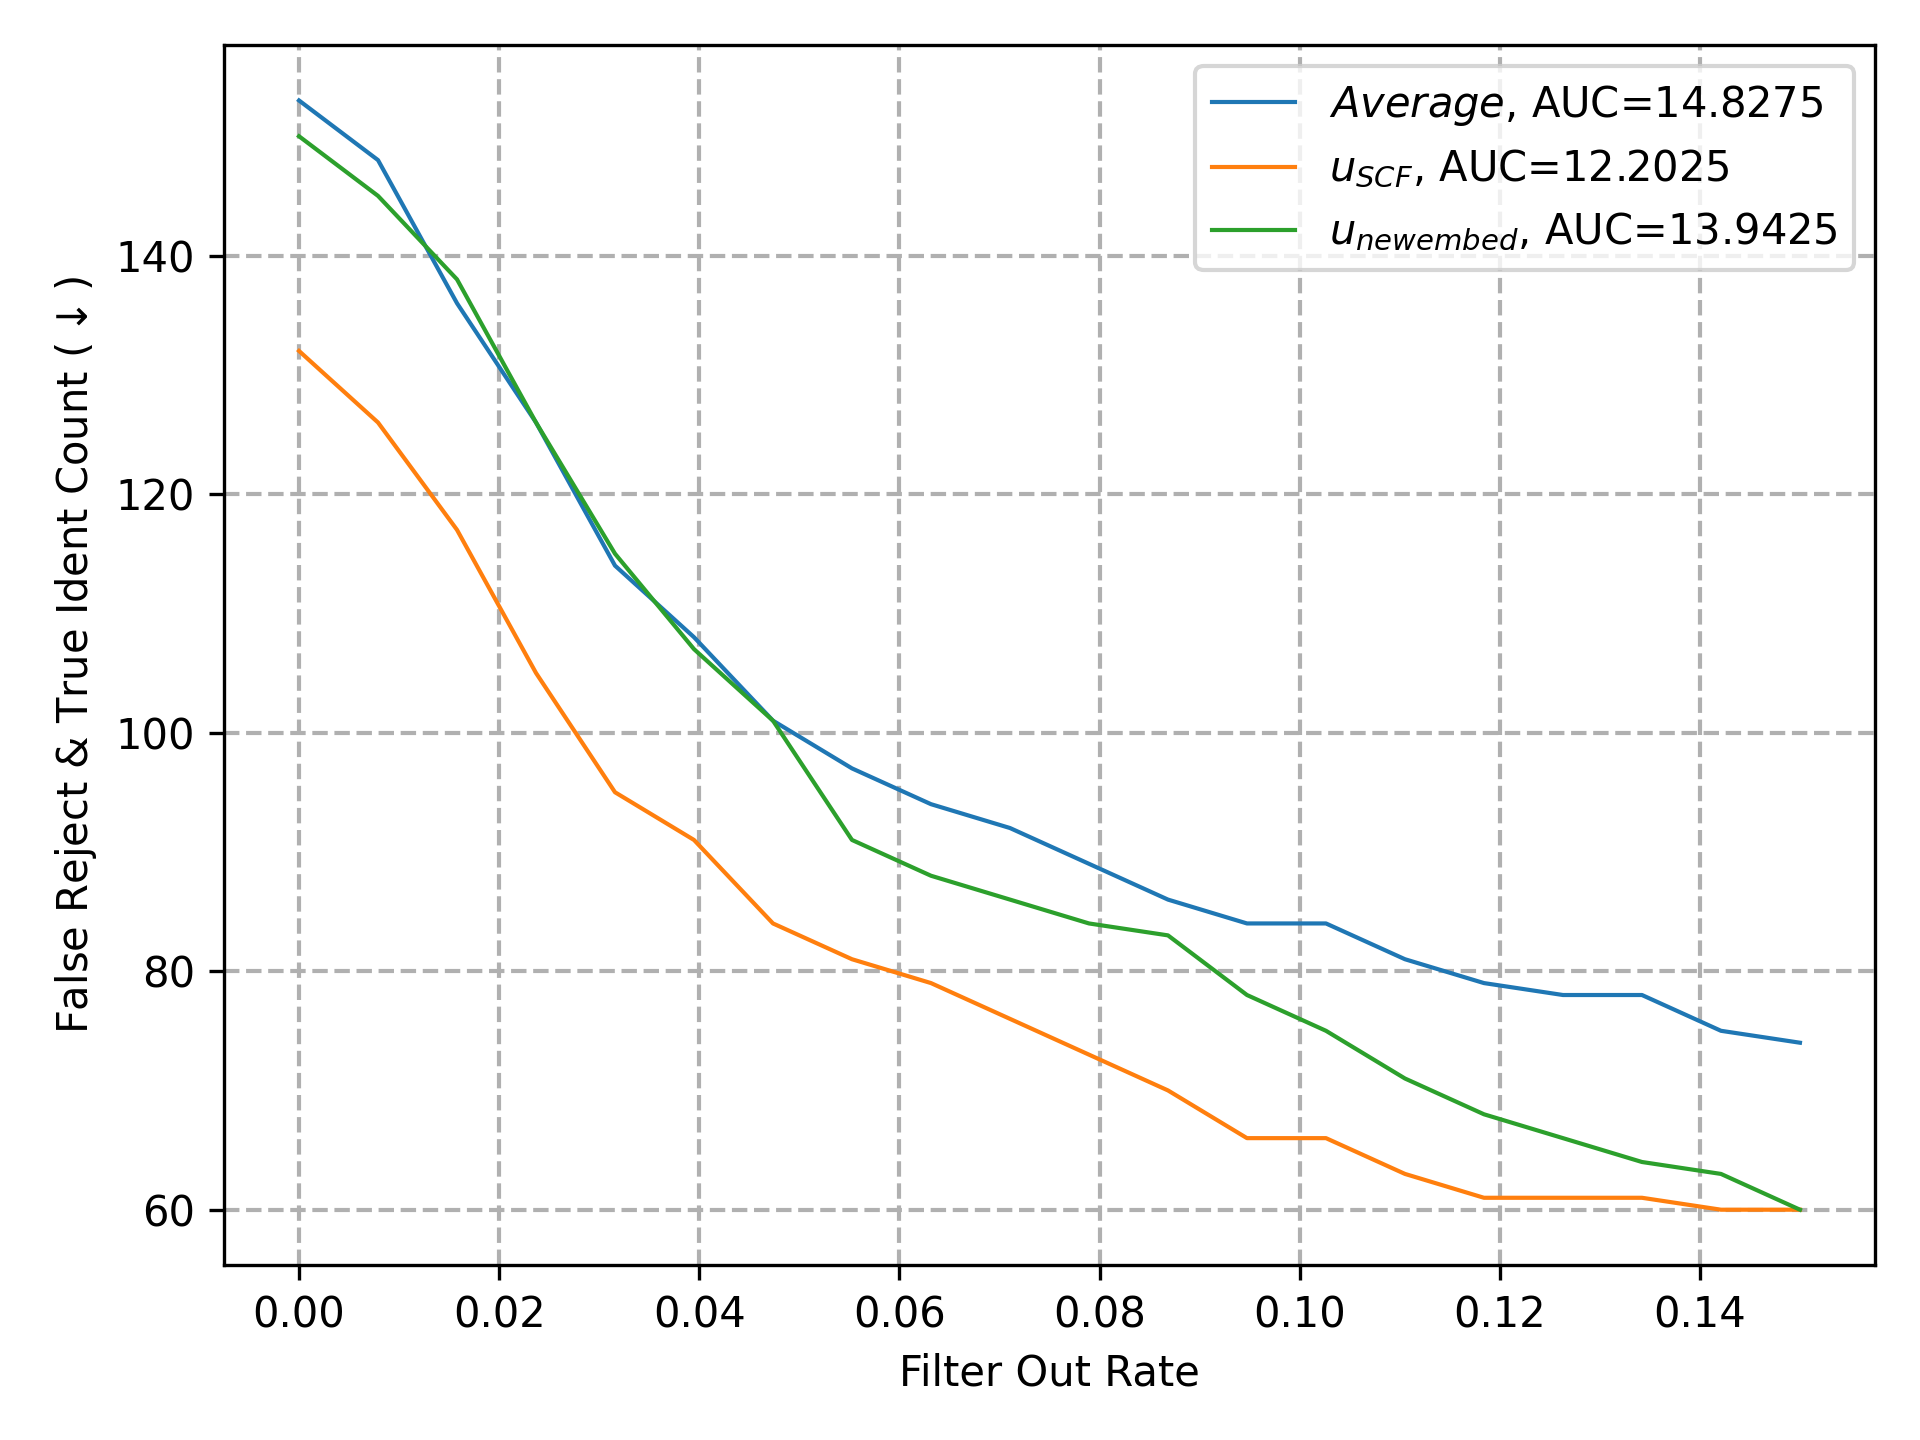 Average, AUC=14.8275
u_SCF, AUC=12.2025
u_newembed, AUC=13.9425
False Reject & True Ident Count ( ↓ )
140
120
100
80
60
0.00 0.02 0.04 0.06 0.08 0.10 0.12 0.14
Filter Out Rate